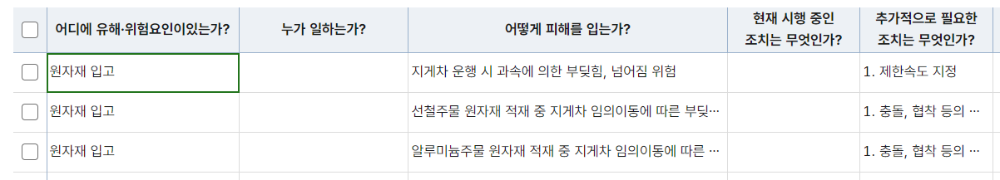 어디에 유해·위험요인이있는가? 누가 일하는가? 어떻게 피해를 입는가? 현재 시행 중인 조치는 무엇인가? 추가적으로 필요한 조치는 무엇인가?
원자재 입고 지게차 운행 시 과속에 의한 부딪힘, 넘어짐 위험 1. 제한속도 지정
원자재 입고 선철주물 원자재 적재 중 지게차 임의이동에 따른 부딪··· 1. 충돌, 협착 등의 ···
원자재 입고 알루미늄주물 원자재 적재 중 지게차 임의이동에 따른 ··· 1. 충돌, 협착 등의 ···